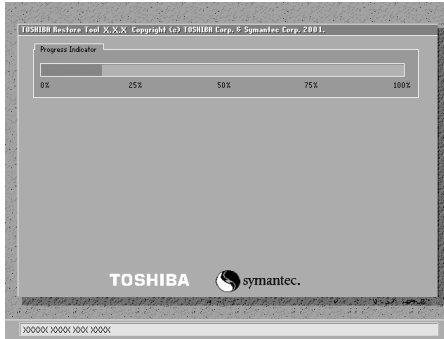 TOSHIBA Restore Tool X.X.X Copyright (c) TOSHIBA Corp. & Symantec Corp. 2001.
Progress Indicator
0% 25% 50% 75% 100%
TOSHIBA symantec.
XXXXX XXXX XXX XXXX